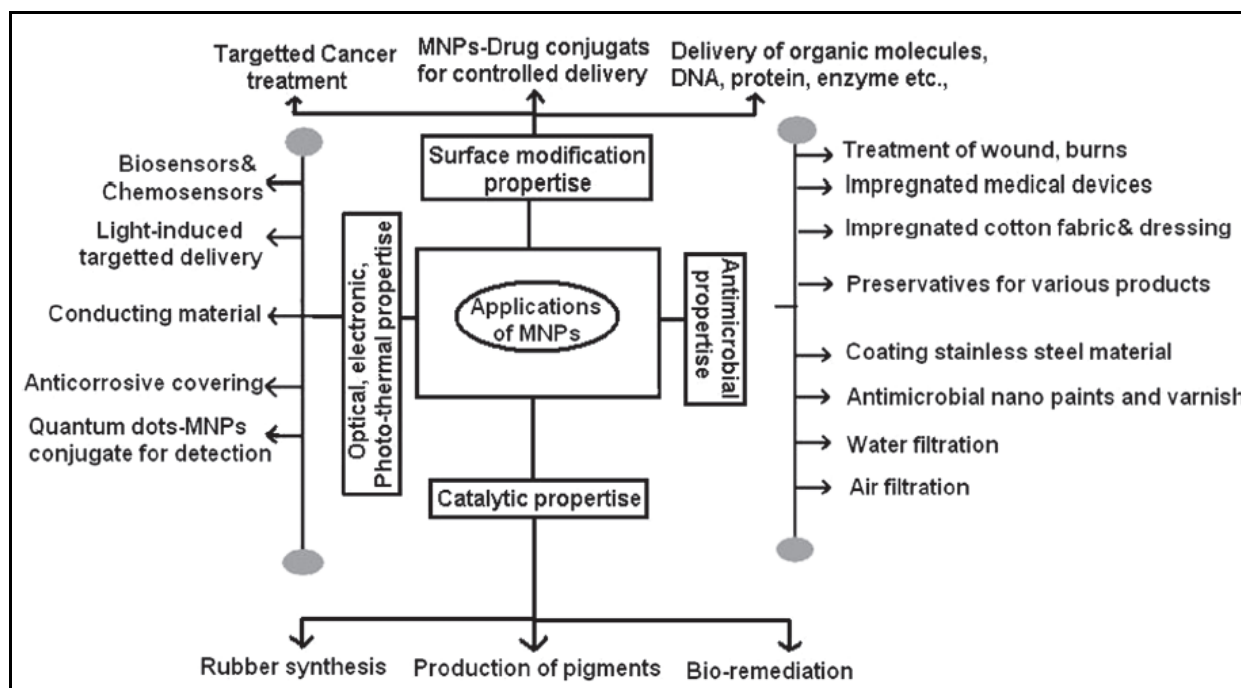 Targetted Cancer
treatment
MNPs-Drug conjugats
for controlled delivery
Delivery of organic molecules,
DNA, protein, enzyme etc.,
Surface modification
propertise
Biosensors&
Chemosensors
Light-induced
targetted delivery
Conducting material
Anticorrosive covering
Quantum dots-MNPs
conjugate for detection
Optical, electronic,
Photo-thermal propertise
Applications
of MNPs
Antimicrobial
propertise
Treatment of wound, burns
Impregnated medical devices
Impregnated cotton fabric& dressing
Preservatives for various products
Coating stainless steel material
Antimicrobial nano paints and varnish
Water filtration
Air filtration
Catalytic propertise
Rubber synthesis
Production of pigments
Bio-remediation